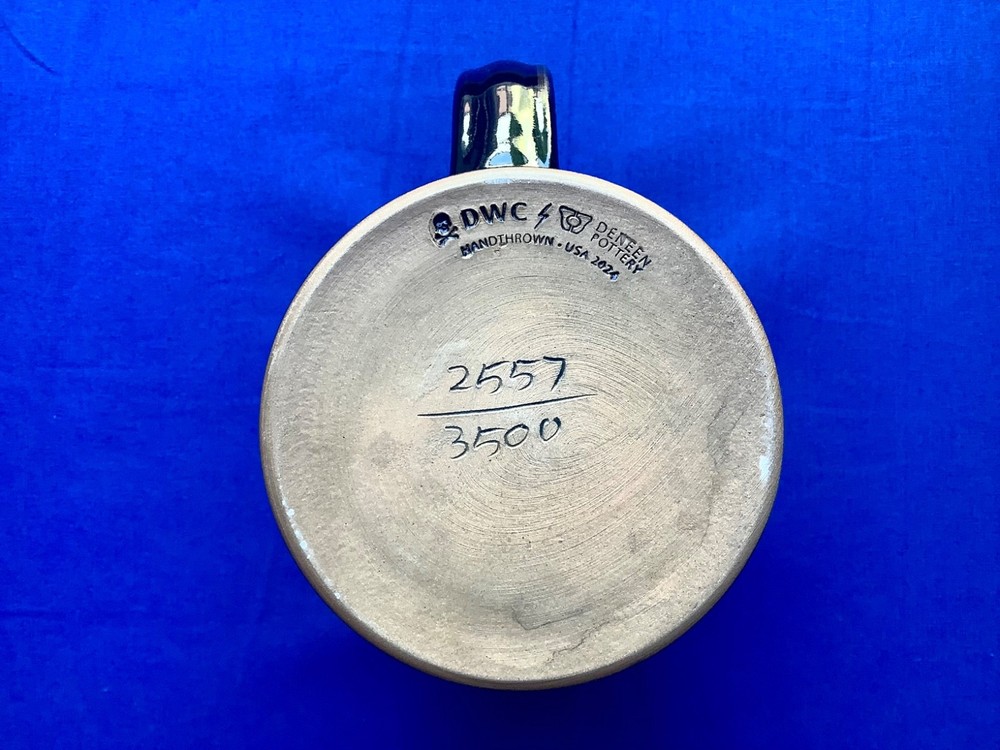 DWC DENEEN
POTTERY
HANDTHROWN • USA 2024
2557
3500